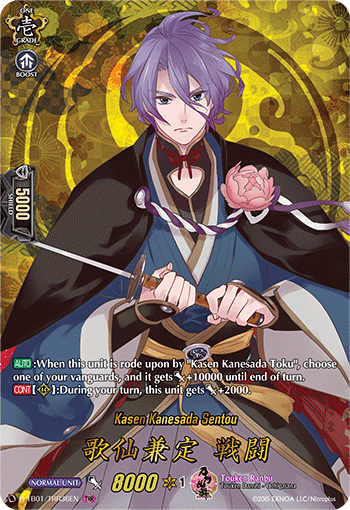 ONE
壱
GRADE
BOOST
5000
SHIELD
AUTO :When this unit is rode upon by "Kasen Kanesada Toku", choose
one of your vanguards, and it gets +10000 until end of turn.
CONT【 】:During your turn, this unit gets +2000.
Kasen Kanesada Sentou
歌仙兼定 戦闘
NORMAL UNIT
8000 1
Touken Ranbu
©2015 EXNOA LLC/Nitroplus